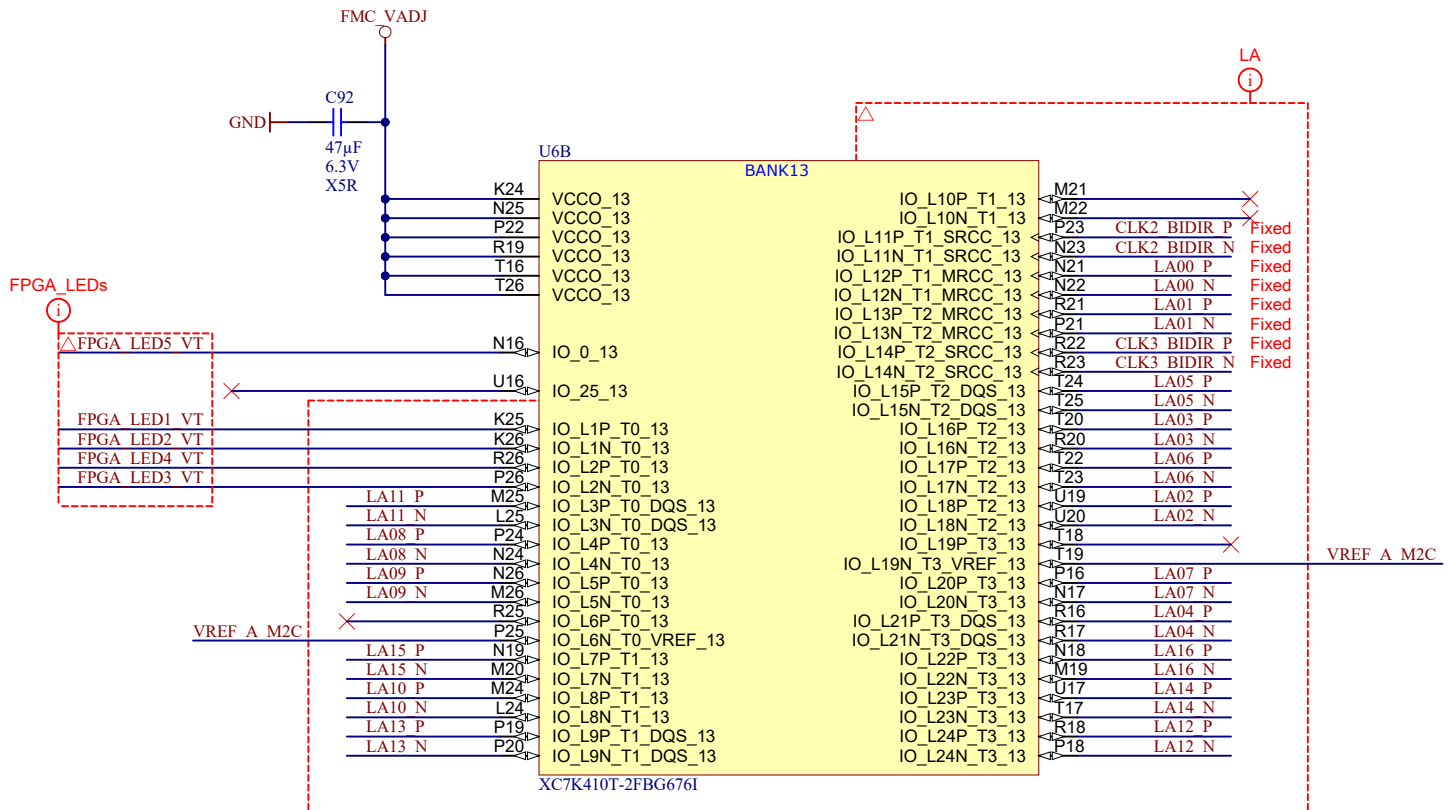 FMC_VADJ
LA
i
C92
GND
47µF
6.3V
X5R
U6B
BANK13
K24 VCCO_13
N25 VCCO_13
P22 VCCO_13
R19 VCCO_13
T16 VCCO_13
T26 VCCO_13
FPGA_LEDs
i
FPGA_LED5_VT N16 IO_0_13
U16 IO_25_13
FPGA_LED1_VT K25 IO_L1P_T0_13
FPGA_LED2_VT K26 IO_L1N_T0_13
FPGA_LED4_VT R26 IO_L2P_T0_13
FPGA_LED3_VT P26 IO_L2N_T0_13
LA11_P M25 IO_L3P_T0_DQS_13
LA11_N L25 IO_L3N_T0_DQS_13
LA08_P P24 IO_L4P_T0_13
LA08_N N24 IO_L4N_T0_13
LA09_P N26 IO_L5P_T0_13
LA09_N M26 IO_L5N_T0_13
R25 IO_L6P_T0_13
VREF_A_M2C P25 IO_L6N_T0_VREF_13
LA15_P N19 IO_L7P_T1_13
LA15_N M20 IO_L7N_T1_13
LA10_P M24 IO_L8P_T1_13
LA10_N L24 IO_L8N_T1_13
LA13_P P19 IO_L9P_T1_DQS_13
LA13_N P20 IO_L9N_T1_DQS_13
IO_L10P_T1_13 M21
IO_L10N_T1_13 M22
IO_L11P_T1_SRCC_13 P23 CLK2_BIDIR_P Fixed
IO_L11N_T1_SRCC_13 N23 CLK2_BIDIR_N Fixed
IO_L12P_T1_MRCC_13 N21 LA00_P Fixed
IO_L12N_T1_MRCC_13 N22 LA00_N Fixed
IO_L13P_T2_MRCC_13 R21 LA01_P Fixed
IO_L13N_T2_MRCC_13 P21 LA01_N Fixed
IO_L14P_T2_SRCC_13 R22 CLK3_BIDIR_P Fixed
IO_L14N_T2_SRCC_13 R23 CLK3_BIDIR_N Fixed
IO_L15P_T2_DQS_13 T24 LA05_P
IO_L15N_T2_DQS_13 T25 LA05_N
IO_L16P_T2_13 T20 LA03_P
IO_L16N_T2_13 R20 LA03_N
IO_L17P_T2_13 T22 LA06_P
IO_L17N_T2_13 T23 LA06_N
IO_L18P_T2_13 U19 LA02_P
IO_L18N_T2_13 U20 LA02_N
IO_L19P_T3_13 T18
IO_L19N_T3_VREF_13 T19 VREF_A_M2C
IO_L20P_T3_13 P16 LA07_P
IO_L20N_T3_13 N17 LA07_N
IO_L21P_T3_DQS_13 R16 LA04_P
IO_L21N_T3_DQS_13 R17 LA04_N
IO_L22P_T3_13 N18 LA16_P
IO_L22N_T3_13 M19 LA16_N
IO_L23P_T3_13 U17 LA14_P
IO_L23N_T3_13 T17 LA14_N
IO_L24P_T3_13 R18 LA12_P
IO_L24N_T3_13 P18 LA12_N
XC7K410T-2FBG676I